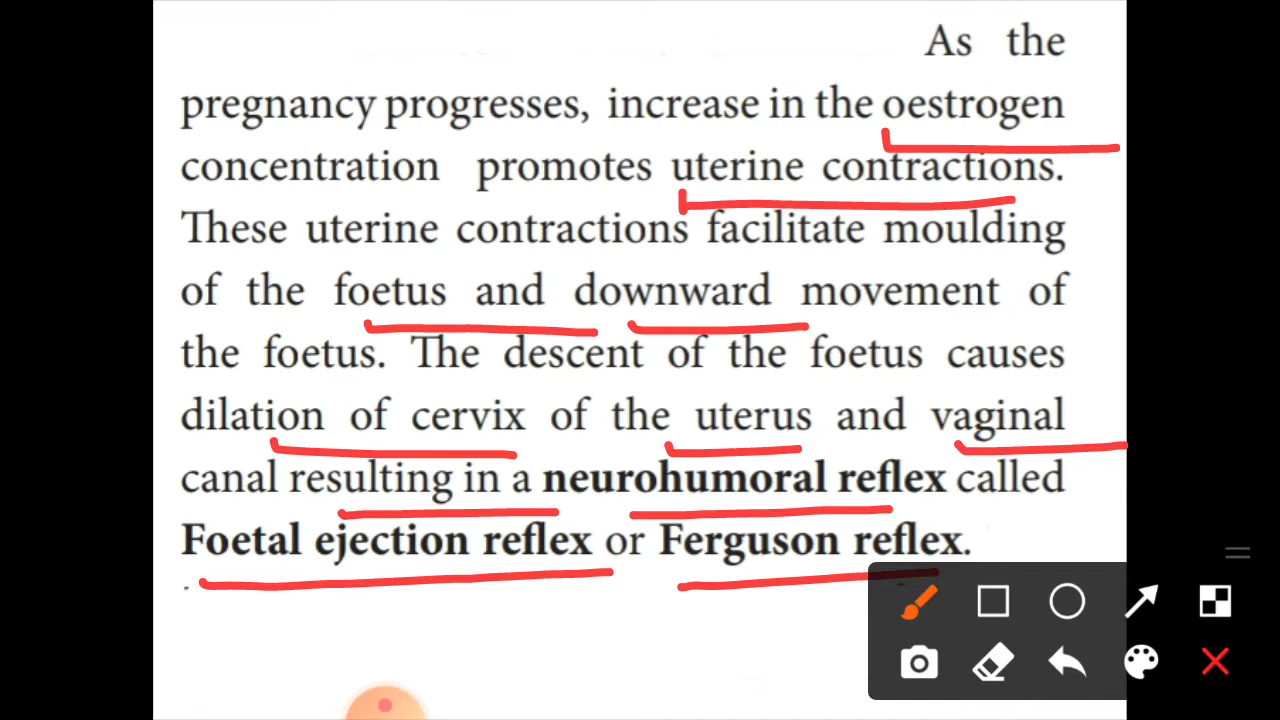 As the
pregnancy progresses, increase in the oestrogen
concentration promotes uterine contractions.
These uterine contractions facilitate moulding
of the foetus and downward movement of
the foetus. The descent of the foetus causes
dilation of cervix of the uterus and vaginal
canal resulting in a neurohumoral reflex called
Foetal ejection reflex or Ferguson reflex.